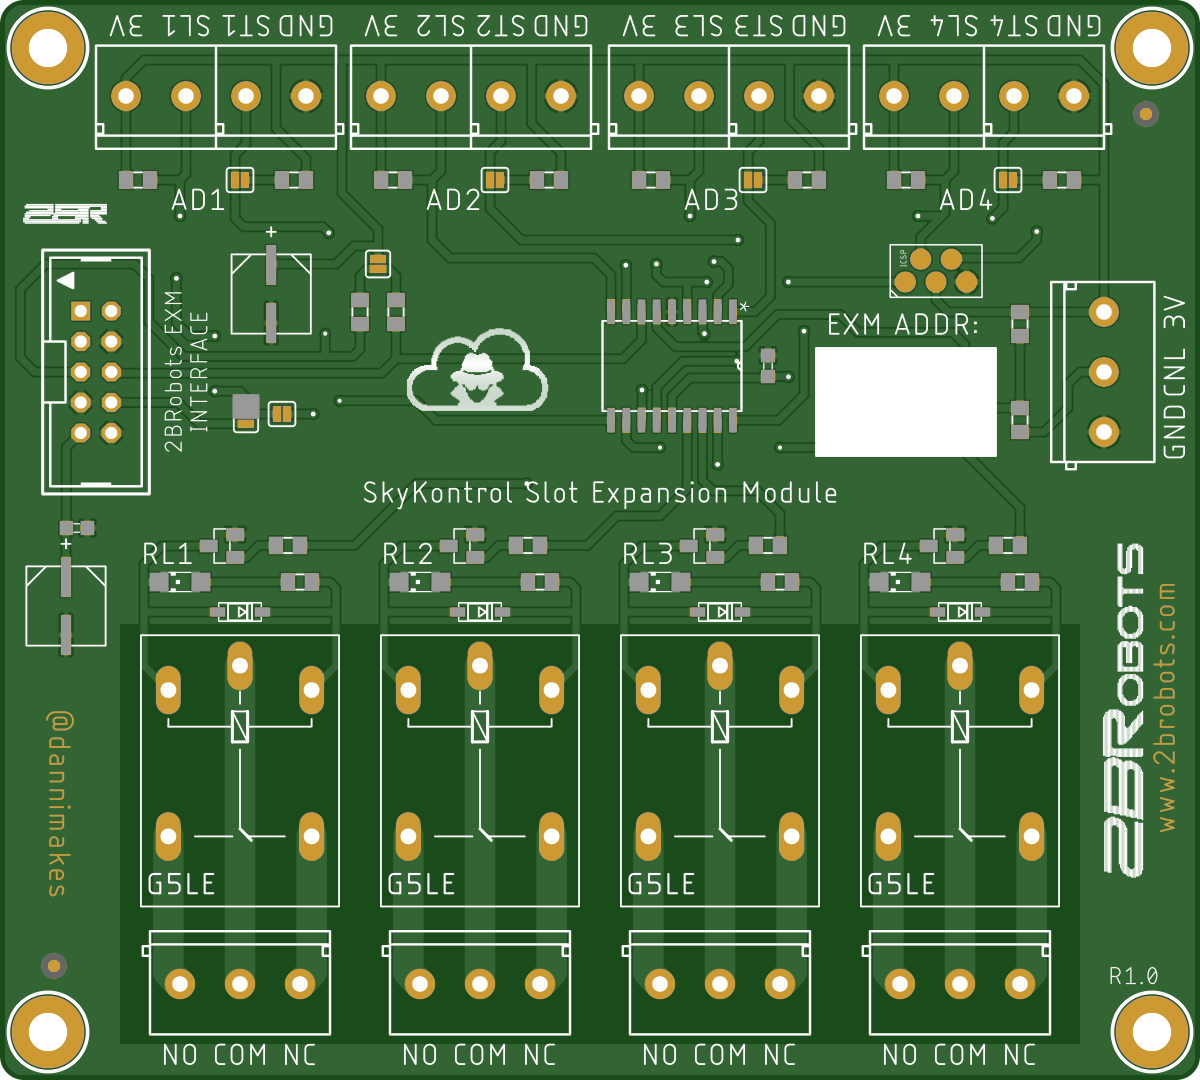 3V SL1 ST1 GND
3V SL2 ST2 GND
3V SL3 ST3 GND
3V SL4 ST4 GND
AD1
AD2
AD3
AD4
2BR
+
ICSP
*
2BRobots EXM
INTERFACE
EXM ADDR:
GND CNL 3V
SkyKontrol Slot Expansion Module
+
RL1
RL2
RL3
RL4
2BROBOTS
www.2brobots.com
@dannimakes
G5LE
G5LE
G5LE
G5LE
R1.0
NO COM NC
NO COM NC
NO COM NC
NO COM NC